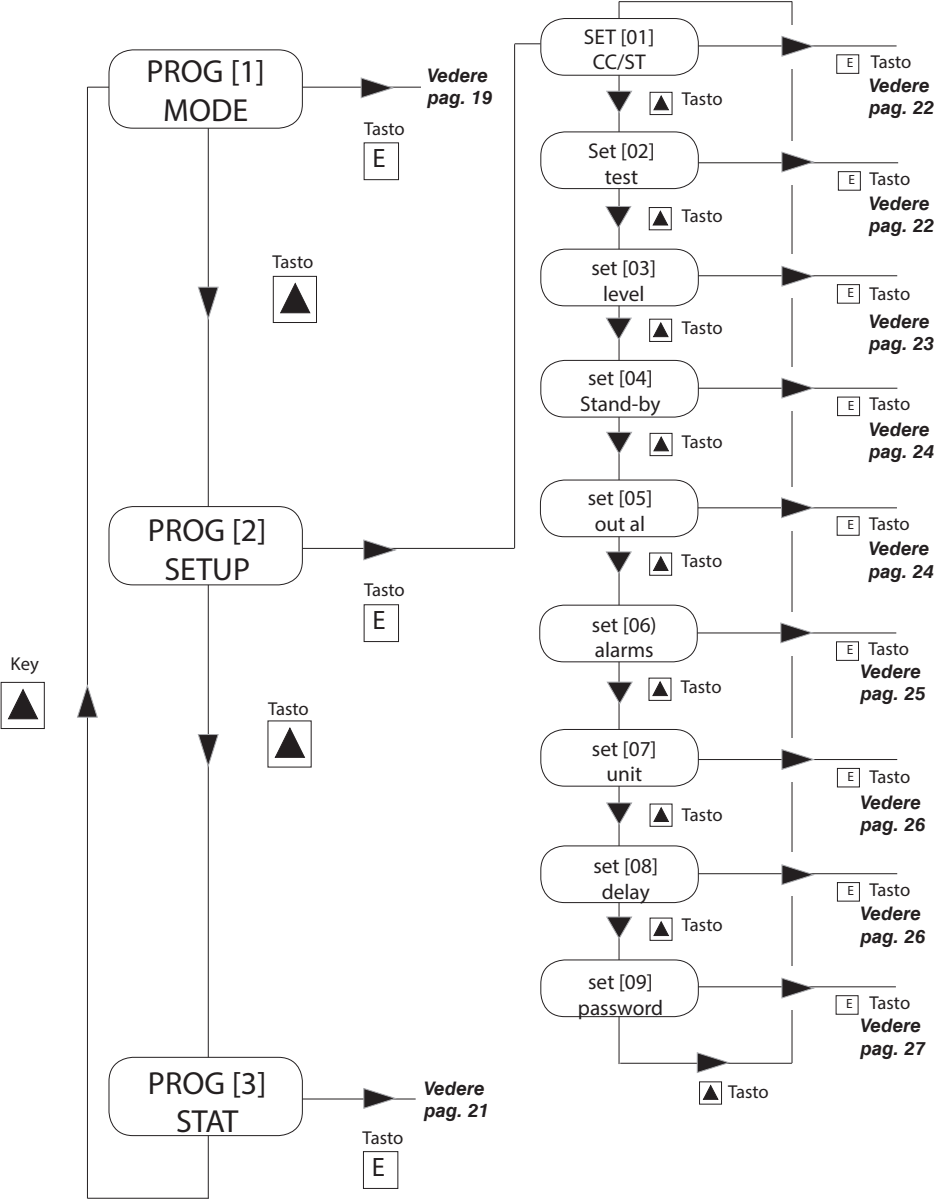 PROG [1]
MODE
Vedere
pag. 19
Tasto
E
Tasto
PROG [2]
SETUP
Tasto
E
Key
Tasto
PROG [3]
STAT
Vedere
pag. 21
Tasto
E
SET [01]
CC/ST
E Tasto
Vedere
pag. 22
Tasto
Set [02]
test
E Tasto
Vedere
pag. 22
Tasto
set [03]
level
E Tasto
Vedere
pag. 23
Tasto
set [04]
Stand-by
E Tasto
Vedere
pag. 24
Tasto
set [05]
out al
E Tasto
Vedere
pag. 24
Tasto
set [06)
alarms
E Tasto
Vedere
pag. 25
Tasto
set [07]
unit
E Tasto
Vedere
pag. 26
Tasto
set [08]
delay
E Tasto
Vedere
pag. 26
Tasto
set [09]
password
E Tasto
Vedere
pag. 27
Tasto